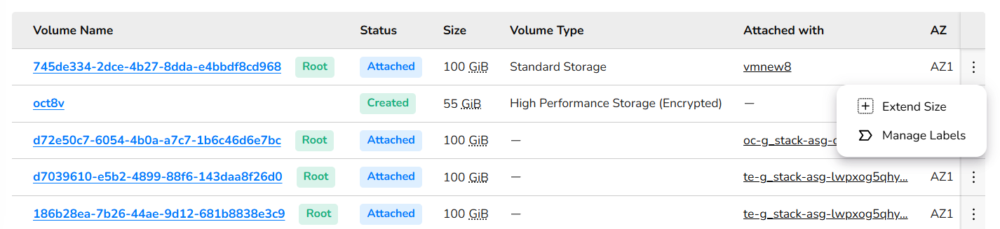 Volume Name Status Size Volume Type Attached with AZ
745de334-2dce-4b27-8dda-e4bbdf8cd968 Root Attached 100 GiB Standard Storage vmnew8 AZ1
oct8v Created 55 GiB High Performance Storage (Encrypted) —
Extend Size
d72e50c7-6054-4b0a-a7c7-1b6c46d6e7bc Root Attached 100 GiB — oc-g_stack-asg-
Manage Labels
d7039610-e5b2-4899-88f6-143daa8f26d0 Root Attached 100 GiB — te-g_stack-asg-lwpxog5qhy... AZ1
186b28ea-7b26-44ae-9d12-681b8838e3c9 Root Attached 100 GiB — te-g_stack-asg-lwpxog5qhy... AZ1